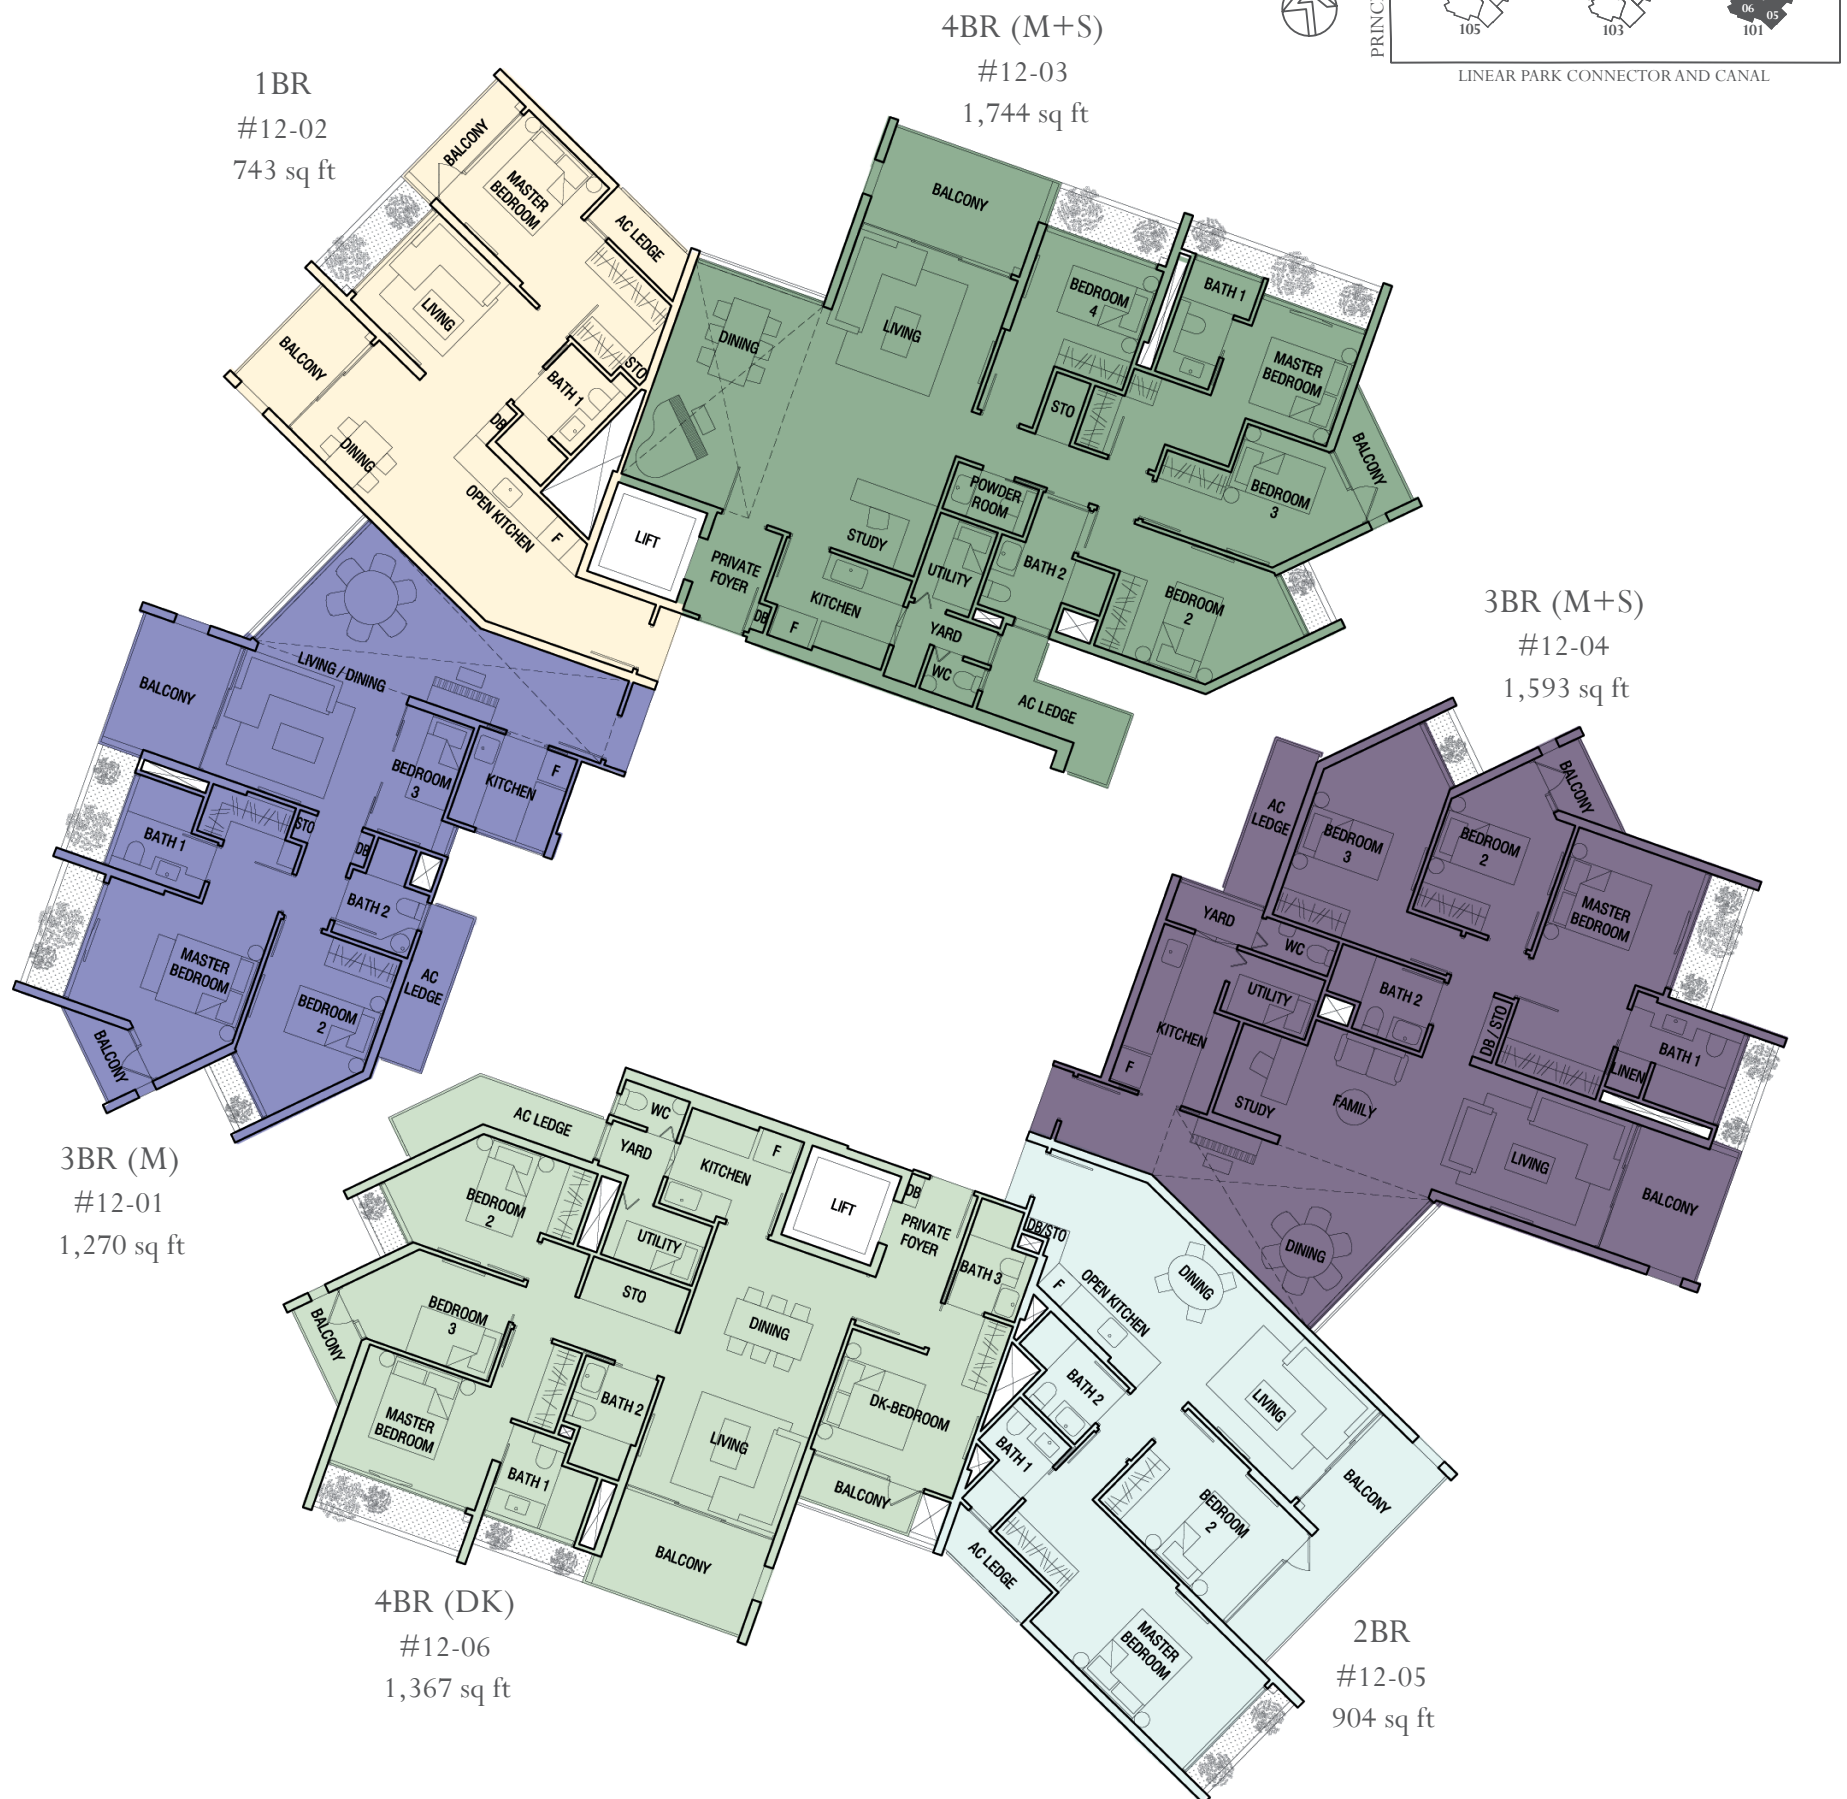 PRINC
105
103
06
05
101
LINEAR PARK CONNECTOR AND CANAL
1BR
#12-02
743 sq ft
BALCONY
MASTER
BEDROOM
AC LEDGE
LIVING
BALCONY
STO
BATH 1
DB
DINING
OPEN KITCHEN
F
4BR (M+S)
#12-03
1,744 sq ft
BALCONY
DINING
LIVING
BEDROOM
4
BATH 1
MASTER
BEDROOM
STO
BALCONY
BEDROOM
3
POWDER
ROOM
STUDY
LIFT
PRIVATE
FOYER
UTILITY
BATH 2
BEDROOM
2
KITCHEN
DB
F
YARD
WC
AC LEDGE
LIVING / DINING
BALCONY
BEDROOM
3
KITCHEN
F
STO
BATH 1
DB
BATH 2
MASTER
BEDROOM
AC
LEDGE
BEDROOM
2
BALCONY
3BR (M)
#12-01
1,270 sq ft
3BR (M+S)
#12-04
1,593 sq ft
AC
LEDGE
BALCONY
BEDROOM
3
BEDROOM
2
MASTER
BEDROOM
YARD
WC
UTILITY
BATH 2
KITCHEN
DB / STO
BATH 1
F
LINEN
STUDY
FAMILY
LIVING
BALCONY
DINING
AC LEDGE
WC
YARD
KITCHEN
F
BEDROOM
2
LIFT
DB
PRIVATE
FOYER
UTILITY
BATH 3
STO
BEDROOM
3
BALCONY
DINING
MASTER
BEDROOM
BATH 2
DK-BEDROOM
LIVING
BATH 1
BALCONY
BALCONY
4BR (DK)
#12-06
1,367 sq ft
DB/STO
DINING
F
OPEN KITCHEN
BATH 2
LIVING
BATH 1
BALCONY
BEDROOM
2
AC LEDGE
MASTER
BEDROOM
2BR
#12-05
904 sq ft